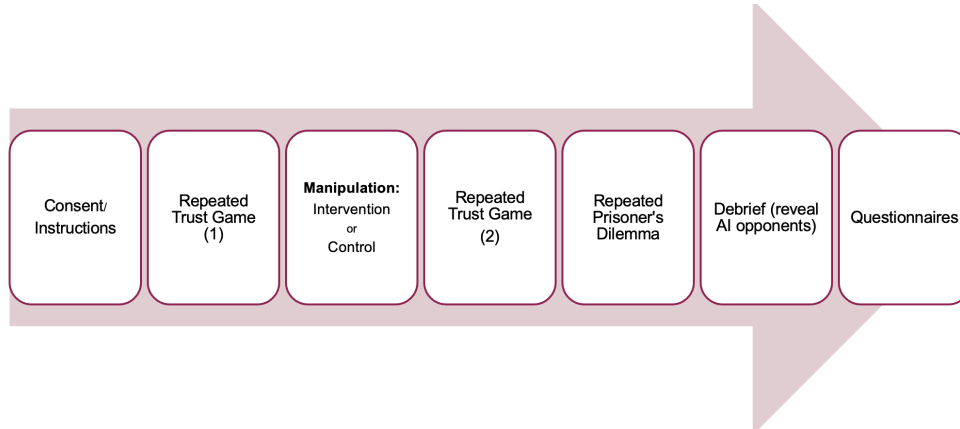 Consent/
Instructions
Repeated
Trust Game
(1)
Manipulation:
Intervention
or
Control
Repeated
Trust Game
(2)
Repeated
Prisoner's
Dilemma
Debrief (reveal
AI opponents)
Questionnaires